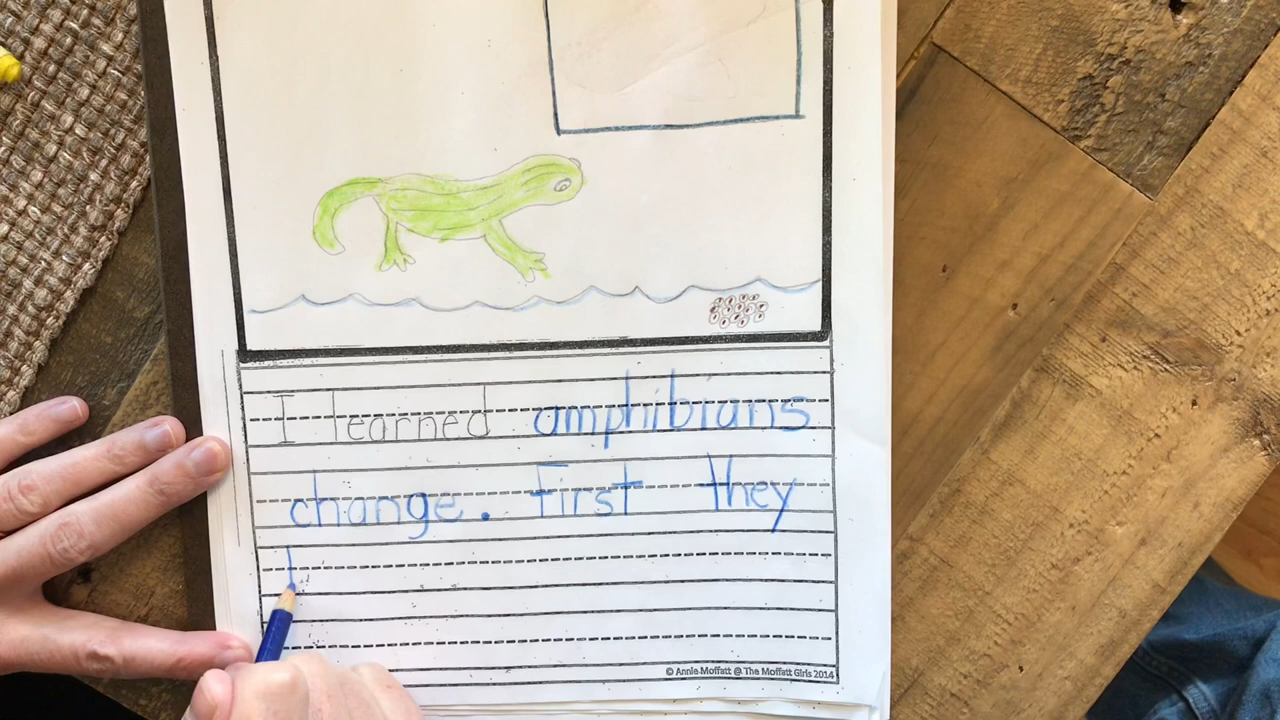 I learned amphibians
change. First they
l
© Annie Moffatt @ The Moffatt Girls 2014